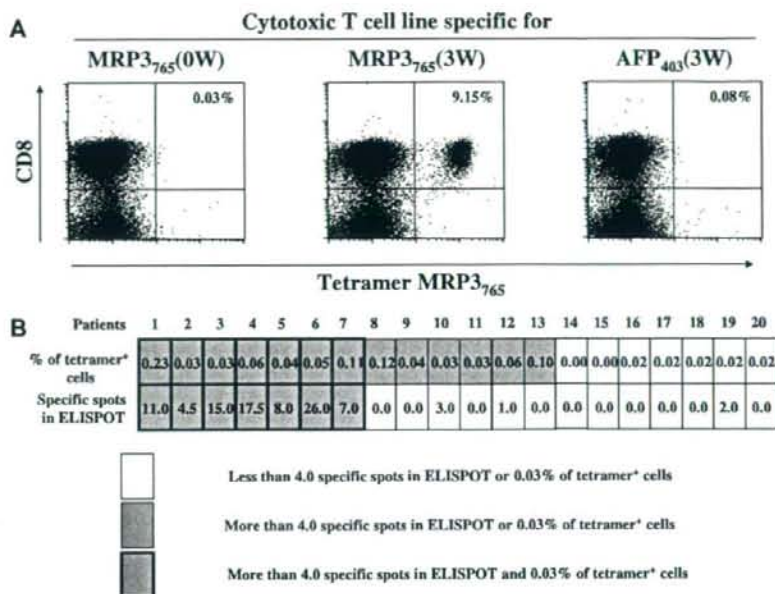 A
Cytotoxic T cell line specific for
MRP3765(0W) MRP3765(3W) AFP403(3W)
0.03% 9.15% 0.08%
CD8
Tetramer MRP3765
B
Patients 1 2 3 4 5 6 7 8 9 10 11 12 13 14 15 16 17 18 19 20
% of tetramer+ cells 0.23 0.03 0.03 0.06 0.04 0.05 0.11 0.12 0.04 0.03 0.03 0.06 0.10 0.00 0.00 0.02 0.02 0.02 0.02 0.02
Specific spots in ELISPOT 11.0 4.5 15.0 17.5 8.0 26.0 7.0 0.0 0.0 3.0 0.0 1.0 0.0 0.0 0.0 0.0 0.0 0.0 2.0 0.0
Less than 4.0 specific spots in ELISPOT or 0.03% of tetramer+ cells
More than 4.0 specific spots in ELISPOT or 0.03% of tetramer+ cells
More than 4.0 specific spots in ELISPOT and 0.03% of tetramer+ cells